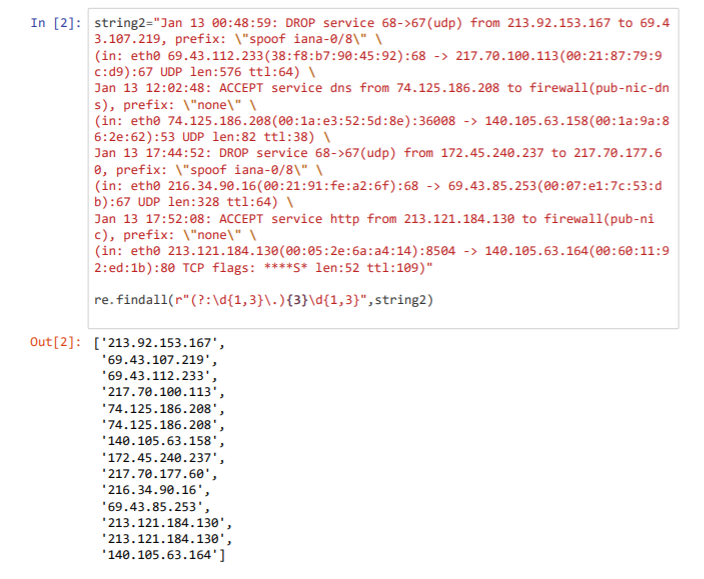 In [2]: string2="Jan 13 00:48:59: DROP service 68->67(udp) from 213.92.153.167 to 69.4
3.107.219, prefix: \"spoof iana-0/8\" \
(in: eth0 69.43.112.233(38:f8:b7:90:45:92):68 -> 217.70.100.113(00:21:87:79:9
c:d9):67 UDP len:576 ttl:64) \
Jan 13 12:02:48: ACCEPT service dns from 74.125.186.208 to firewall(pub-nic-dn
s), prefix: \"none\" \
(in: eth0 74.125.186.208(00:1a:e3:52:5d:8e):36008 -> 140.105.63.158(00:1a:9a:8
6:2e:62):53 UDP len:82 ttl:38) \
Jan 13 17:44:52: DROP service 68->67(udp) from 172.45.240.237 to 217.70.177.6
0, prefix: \"spoof iana-0/8\" \
(in: eth0 216.34.90.16(00:21:91:fe:a2:6f):68 -> 69.43.85.253(00:07:e1:7c:53:d
b):67 UDP len:328 ttl:64) \
Jan 13 17:52:08: ACCEPT service http from 213.121.184.130 to firewall(pub-ni
c), prefix: \"none\" \
(in: eth0 213.121.184.130(00:05:2e:6a:a4:14):8504 -> 140.105.63.164(00:60:11:9
2:ed:1b):80 TCP flags: ****S* len:52 ttl:109)"
re.findall(r"(?:\d{1,3}\.){3}\d{1,3}",string2)
Out[2]: ['213.92.153.167',
'69.43.107.219',
'69.43.112.233',
'217.70.100.113',
'74.125.186.208',
'74.125.186.208',
'140.105.63.158',
'172.45.240.237',
'217.70.177.60',
'216.34.90.16',
'69.43.85.253',
'213.121.184.130',
'213.121.184.130',
'140.105.63.164']